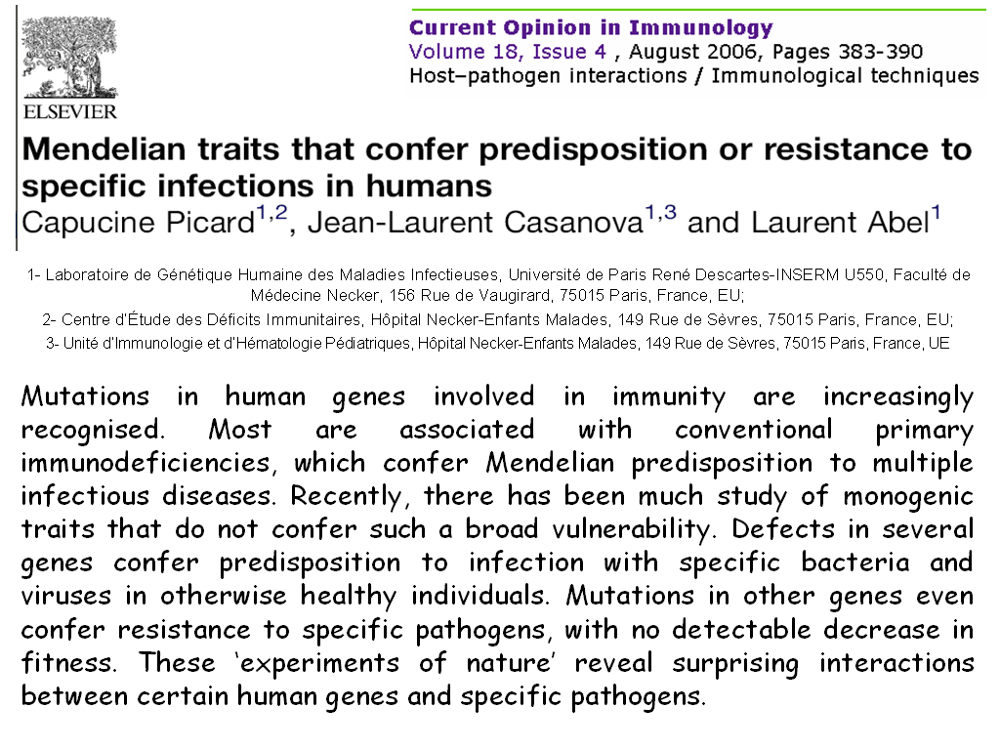 ELSEVIER
Current Opinion in Immunology
Volume 18, Issue 4 , August 2006, Pages 383-390
Host–pathogen interactions / Immunological techniques
Mendelian traits that confer predisposition or resistance to
specific infections in humans
Capucine Picard1,2, Jean-Laurent Casanova1,3 and Laurent Abel1
1- Laboratoire de Génétique Humaine des Maladies Infectieuses, Université de Paris René Descartes-INSERM U550, Faculté de
Médecine Necker, 156 Rue de Vaugirard, 75015 Paris, France, EU;
2- Centre d'Étude des Déficits Immunitaires, Hôpital Necker-Enfants Malades, 149 Rue de Sèvres, 75015 Paris, France, EU;
3- Unité d'Immunologie et d'Hématologie Pédiatriques, Hôpital Necker-Enfants Malades, 149 Rue de Sèvres, 75015 Paris, France, UE
Mutations in human genes involved in immunity are increasingly
recognised. Most are associated with conventional primary
immunodeficiencies, which confer Mendelian predisposition to multiple
infectious diseases. Recently, there has been much study of monogenic
traits that do not confer such a broad vulnerability. Defects in several
genes confer predisposition to infection with specific bacteria and
viruses in otherwise healthy individuals. Mutations in other genes even
confer resistance to specific pathogens, with no detectable decrease in
fitness. These 'experiments of nature' reveal surprising interactions
between certain human genes and specific pathogens.